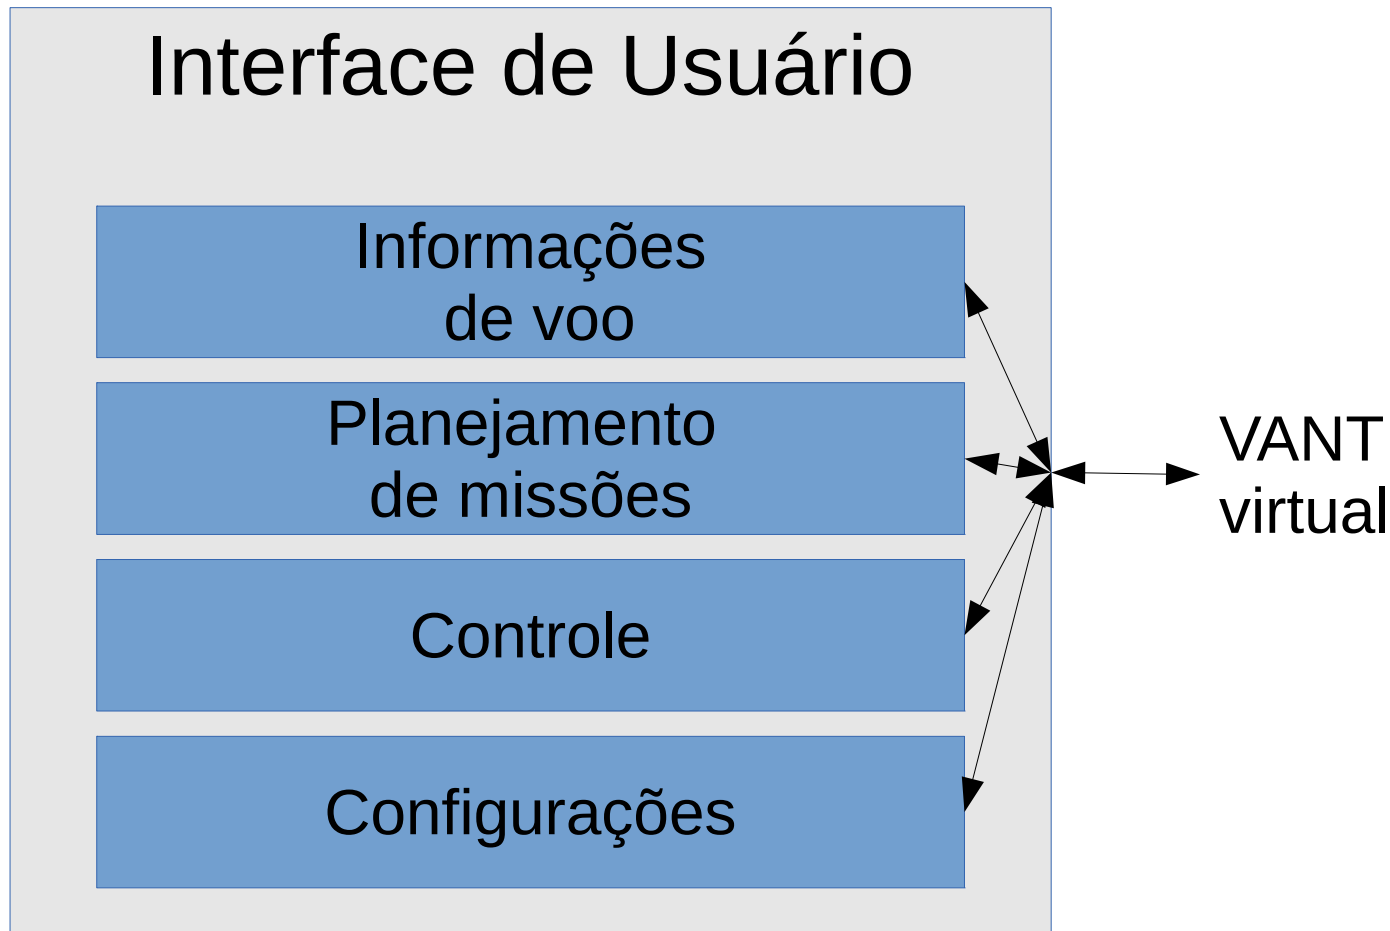 Interface de Usuário
Informações
de voo
Planejamento
de missões
Controle
Configurações
VANT
virtual